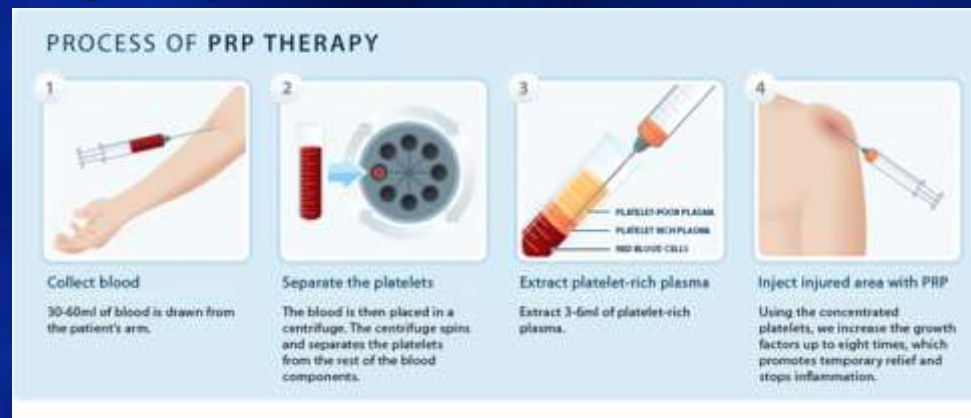 PROCESS OF PRP THERAPY
1
Collect blood
30-60ml of blood is drawn from
the patient's arm.
2
Separate the platelets
The blood is then placed in a
centrifuge. The centrifuge spins
and separates the platelets
from the rest of the blood
components.
3
PLATELET-POOR PLASMA
PLATELET RICH PLASMA
RED BLOOD CELLS
Extract platelet-rich plasma
Extract 3-6ml of platelet-rich
plasma.
4
Inject injured area with PRP
Using the concentrated
platelets, we increase the growth
factors up to eight times, which
promotes temporary relief and
stops inflammation.